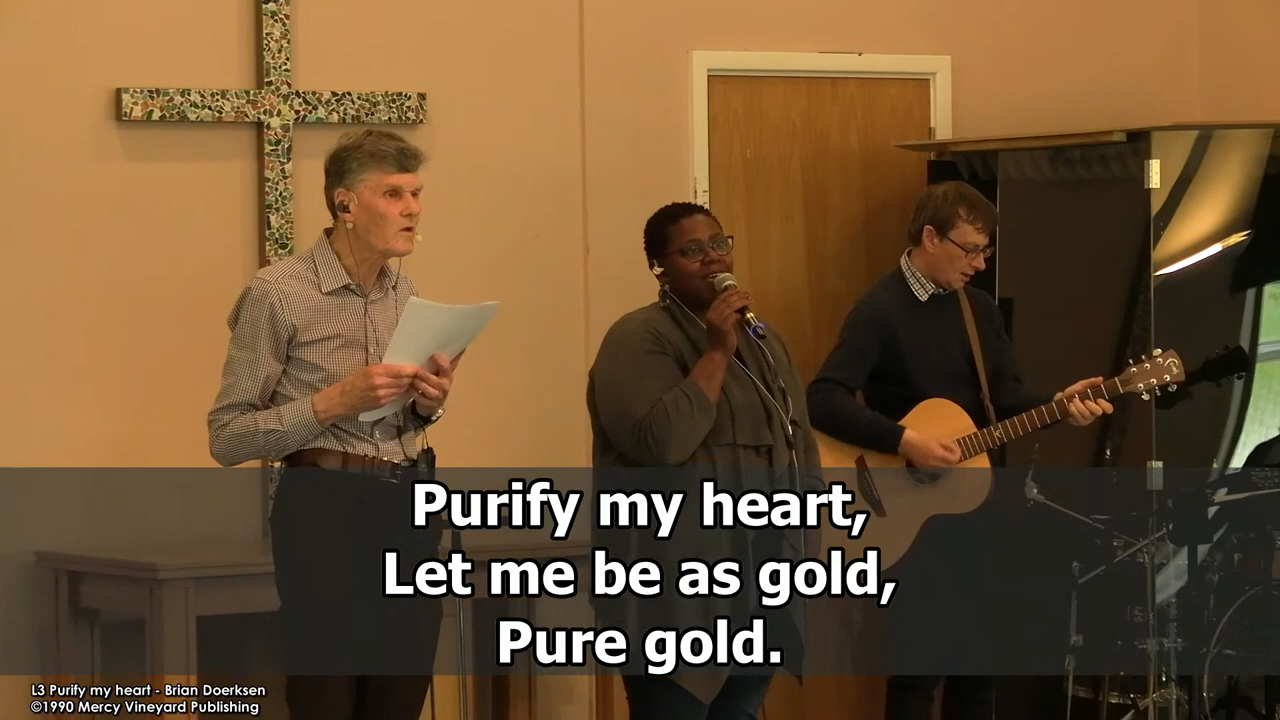 Purify my heart,
Let me be as gold,
Pure gold.
L3 Purify my heart - Brian Doerksen
©1990 Mercy Vineyard Publishing